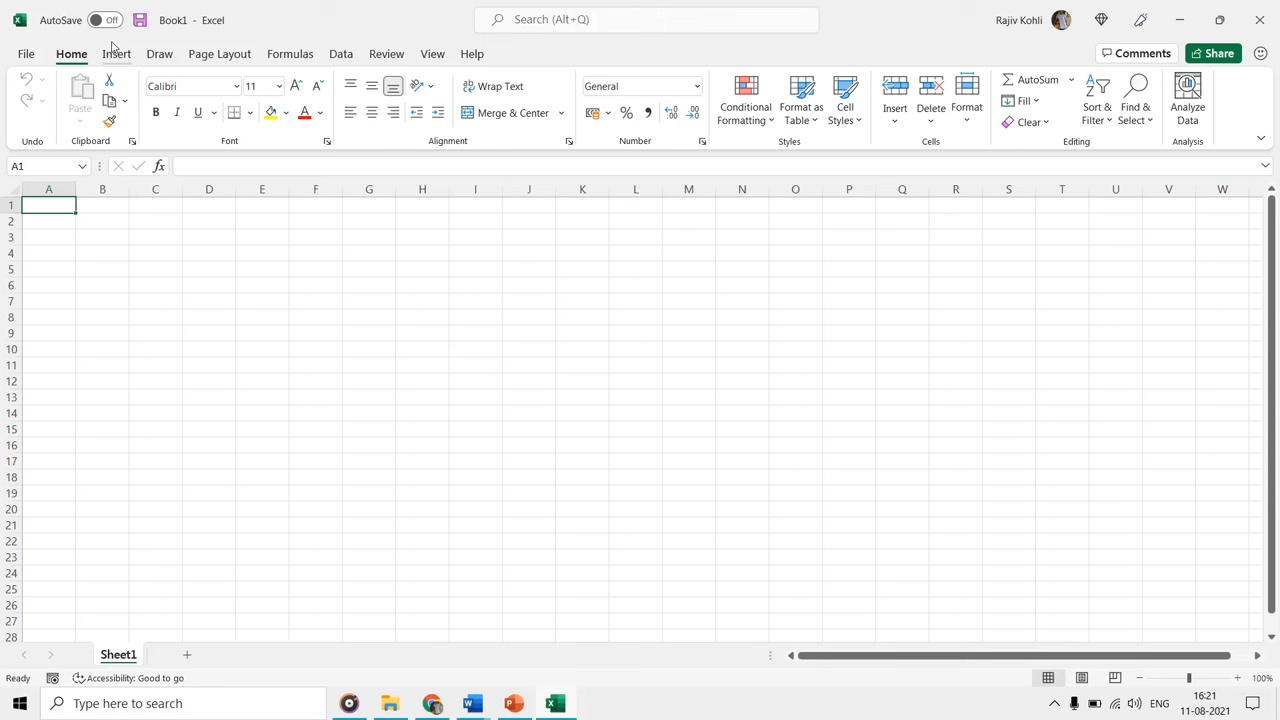 AutoSave Off Book1 - Excel Search (Alt+Q) Rajiv Kohli
File Home Insert Draw Page Layout Formulas Data Review View Help Comments Share
Paste Calibri 11 Wrap Text General Conditional Formatting Format as Table Cell Styles Insert Delete Format AutoSum Sort & Filter Find & Select Analyze Data
B I U Merge & Center % Fill
Clear
Undo Clipboard Font Alignment Number Styles Cells Editing Analysis
A1 fx
A B C D E F G H I J K L M N O P Q R S T U V W
1
2
3
4
5
6
7
8
9
10
11
12
13
14
15
16
17
18
19
20
21
22
23
24
25
26
27
28
Sheet1
Ready Accessibility: Good to go 100%
Type here to search ENG 16:21
11-08-2021